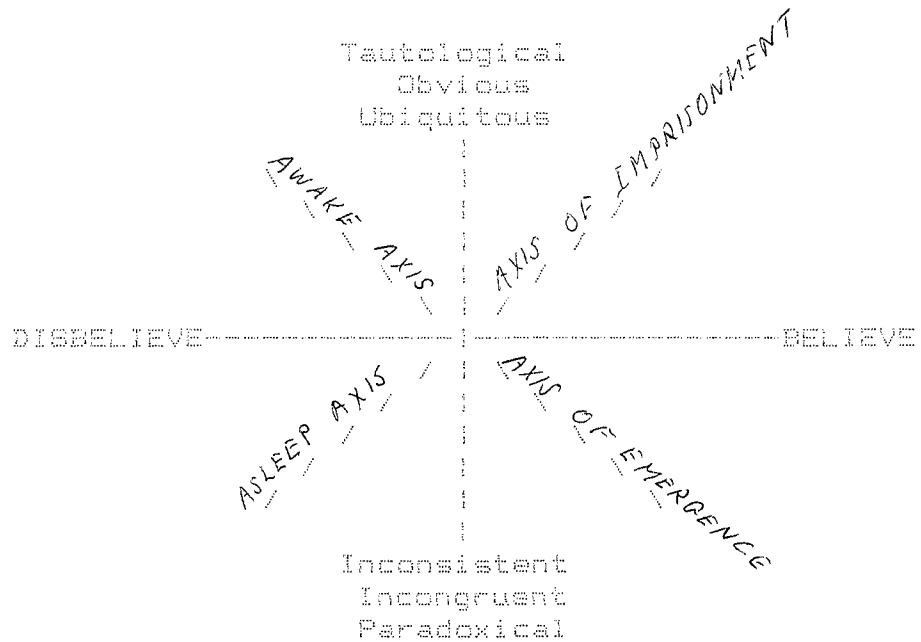 Tautological
Obvious
Ubiquitous
AWAKE AXIS
AXIS OF IMPRISONMENT
DISBELIEVE
BELIEVE
ASLEEP AXIS
AXIS OF EMERGENCE
Inconsistent
Incongruent
Paradoxical